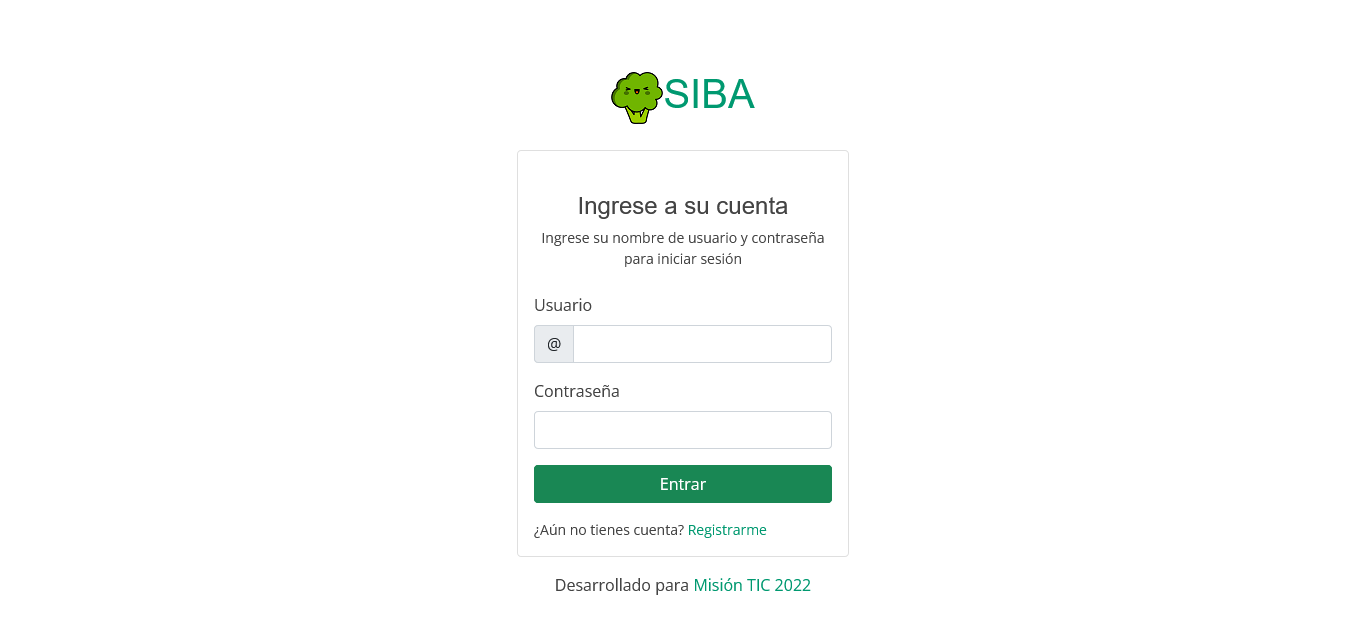 SIBA
Ingrese a su cuenta
Ingrese su nombre de usuario y contraseña
para iniciar sesión
Usuario
@
Contraseña
Entrar
¿Aún no tienes cuenta? Registrarme
Desarrollado para Misión TIC 2022